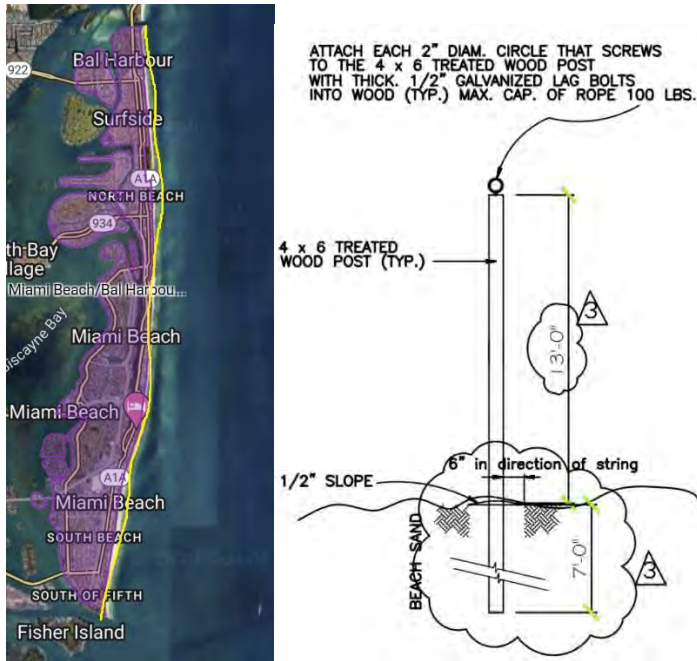 Bal Harbour
922
Surfside
A1A
NORTH BEACH
934
th-Bay
llage
Miami Beach/Bal Harbou...
Biscayne Bay
Miami Beach
Miami Beach
A1A
Miami Beach
SOUTH BEACH
SOUTH OF FIFTH
Fisher Island
ATTACH EACH 2" DIAM. CIRCLE THAT SCREWS
TO THE 4 x 6 TREATED WOOD POST
WITH THICK. 1/2" GALVANIZED LAG BOLTS
INTO WOOD (TYP.) MAX. CAP. OF ROPE 100 LBS.
4 x 6 TREATED
WOOD POST (TYP.)
3
13'-0"
6" in direction of string
1/2" SLOPE
BEACH SAND
7'-0"
3